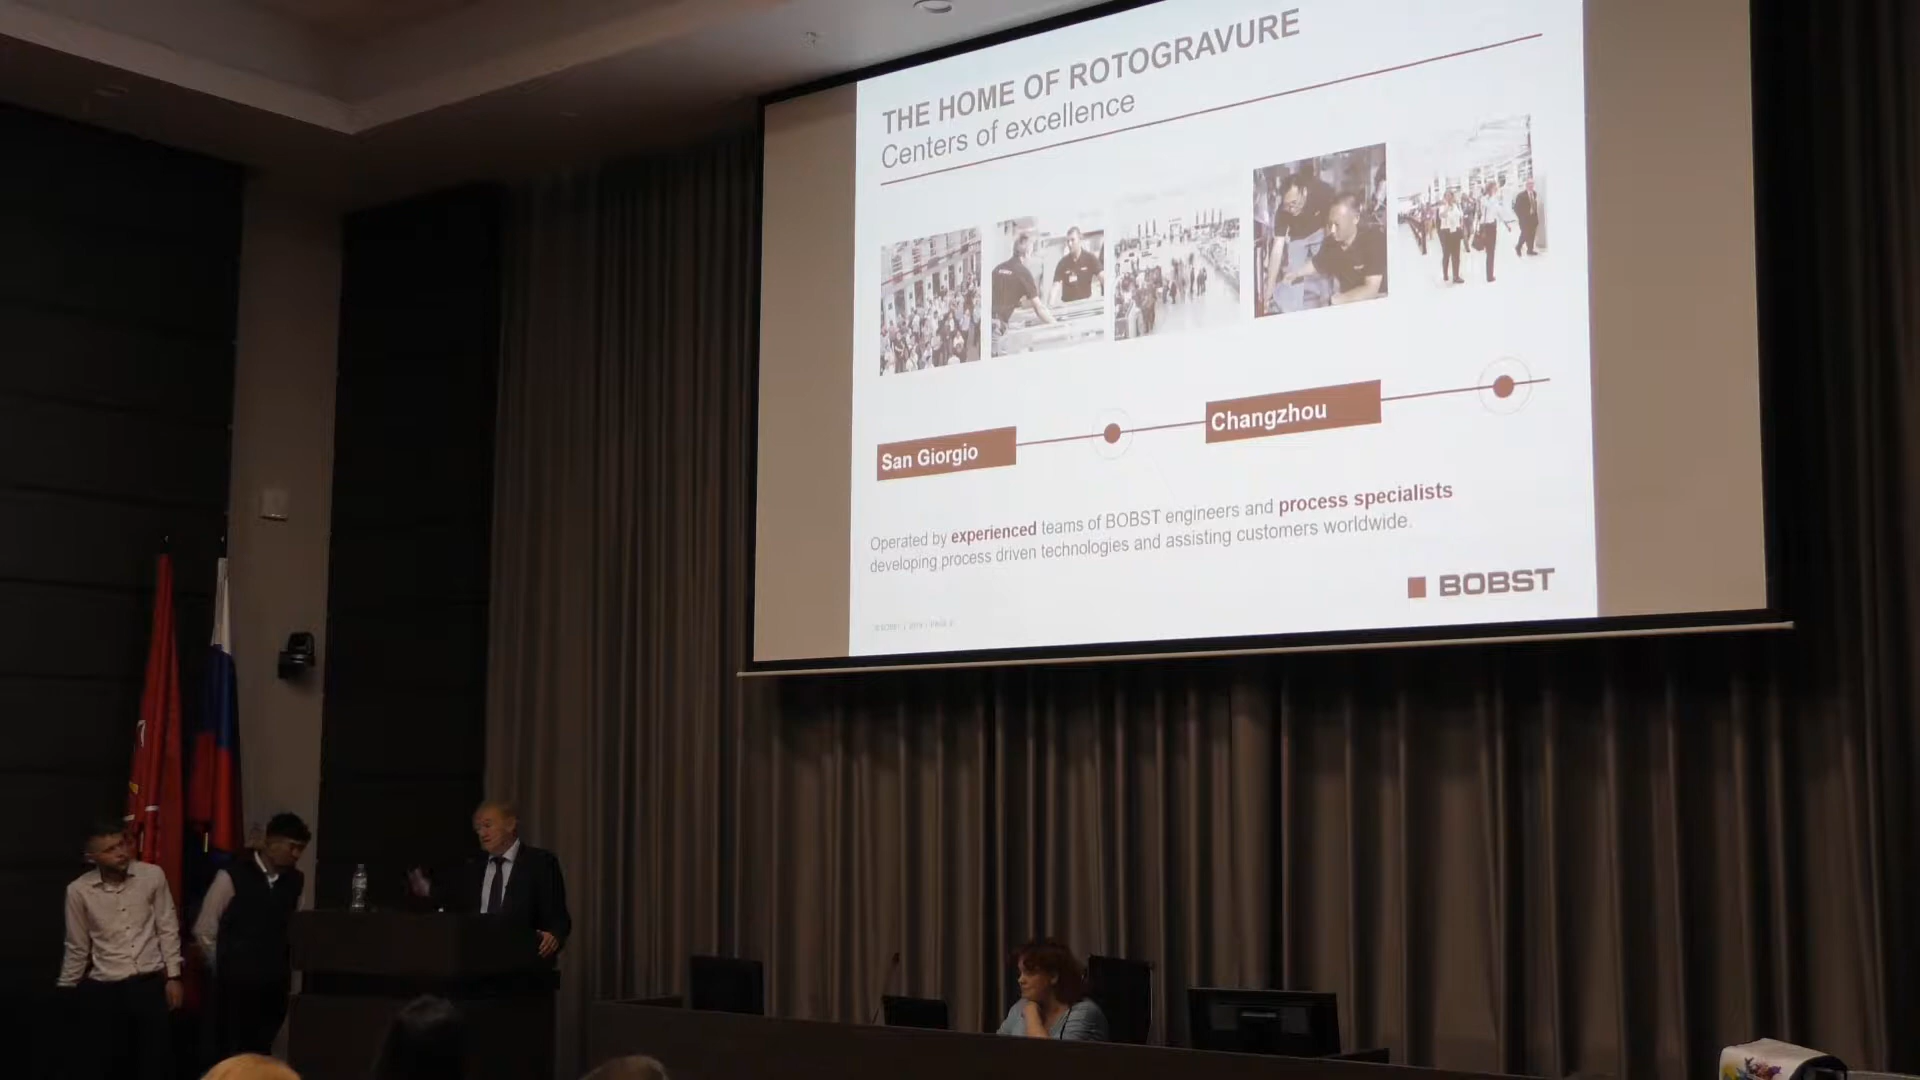 THE HOME OF ROTOGRAVURE
Centers of excellence
San Giorgio
Changzhou
Operated by experienced teams of BOBST engineers and process specialists
developing process driven technologies and assisting customers worldwide.
BOBST